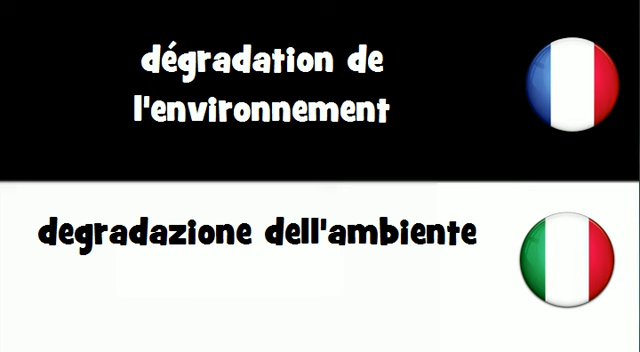 dégradation de
l'environnement
degradazione dell'ambiente